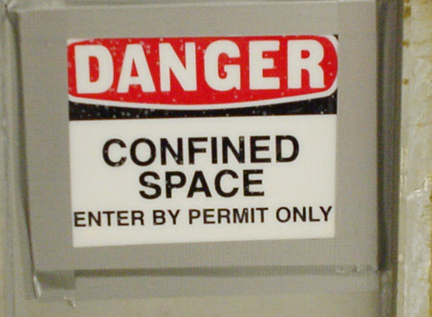 DANGER
CONFINED
SPACE
ENTER BY PERMIT ONLY